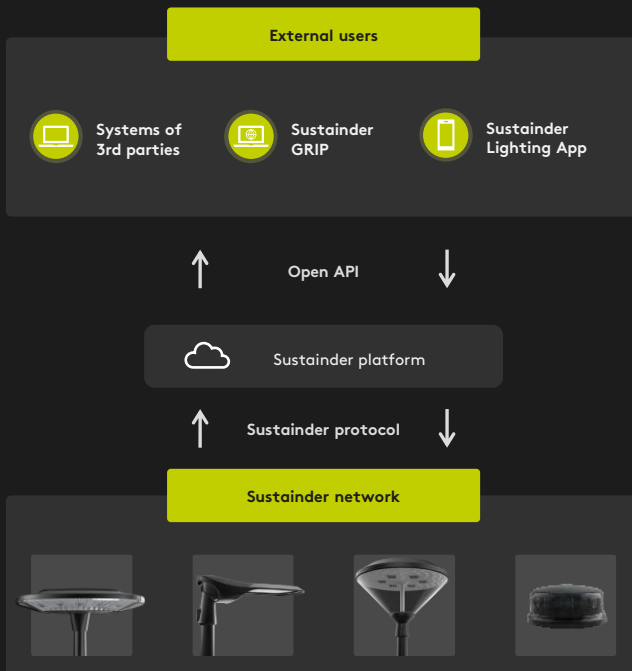 External users
Systems of
3rd parties
Sustainder
GRIP
Sustainder
Lighting App
Open API
Sustainder platform
Sustainder protocol
Sustainder network